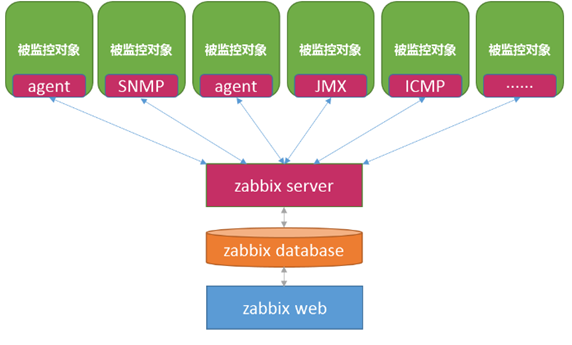 被监控对象 被监控对象 被监控对象 被监控对象 被监控对象 被监控对象
agent SNMP agent JMX ICMP ......
zabbix server
zabbix database
zabbix web